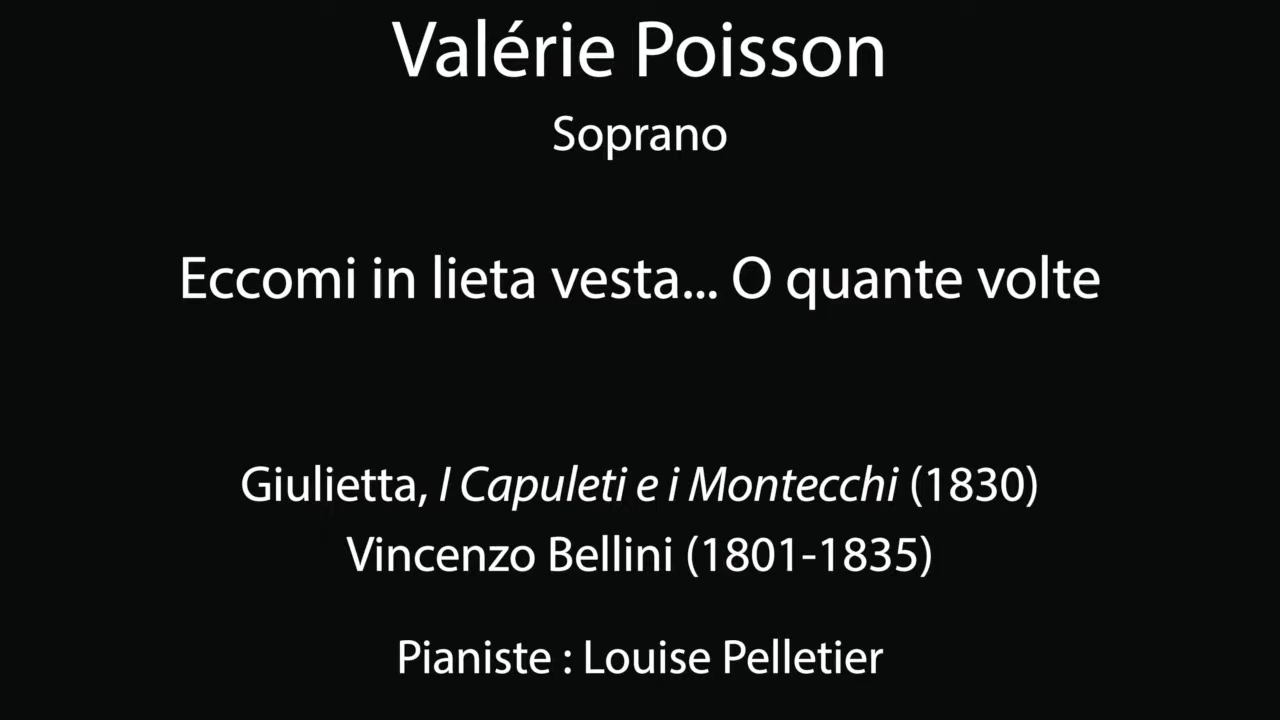 Valérie Poisson
Soprano
Eccomi in lieta vesta... O quante volte
Giulietta, I Capuleti e i Montecchi (1830)
Vincenzo Bellini (1801-1835)
Pianiste : Louise Pelletier